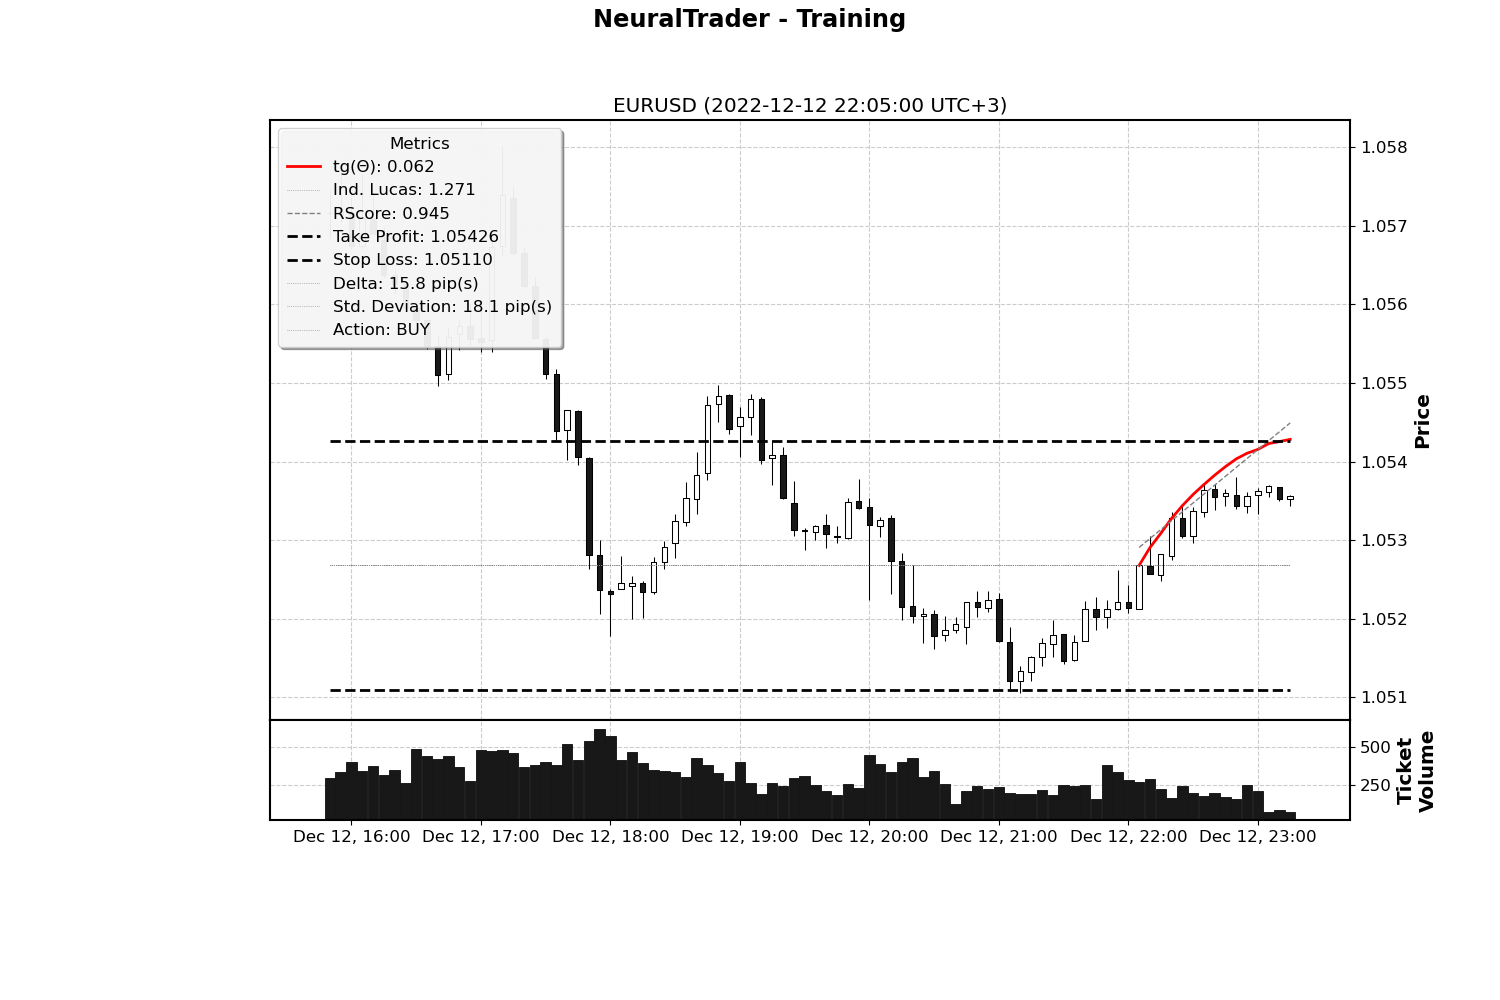 NeuralTrader - Training
EURUSD (2022-12-12 22:05:00 UTC+3)
Metrics
tg(Θ): 0.062
Ind. Lucas: 1.271
RScore: 0.945
Take Profit: 1.05426
Stop Loss: 1.05110
Delta: 15.8 pip(s)
Std. Deviation: 18.1 pip(s)
Action: BUY
1.058
1.057
1.056
1.055
1.054
1.053
1.052
1.051
Price
500
250
Ticket
Volume
Dec 12, 16:00
Dec 12, 17:00
Dec 12, 18:00
Dec 12, 19:00
Dec 12, 20:00
Dec 12, 21:00
Dec 12, 22:00
Dec 12, 23:00